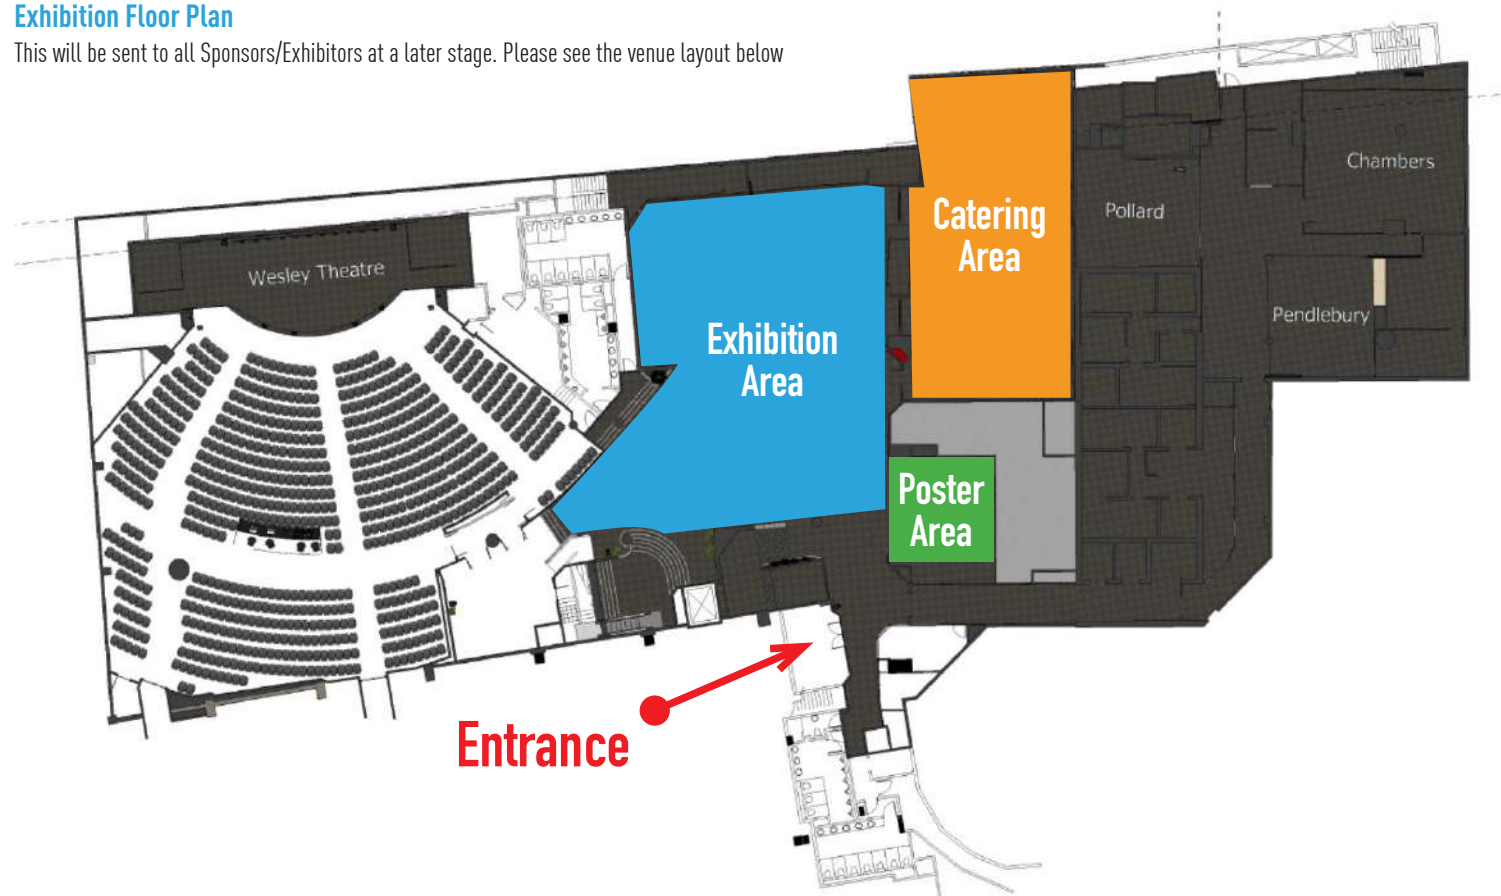 Exhibition Floor Plan
This will be sent to all Sponsors/Exhibitors at a later stage. Please see the venue layout below
Chambers
Catering
Area
Pollard
Wesley Theatre
Pendlebury
Exhibition
Area
Poster
Area
Entrance